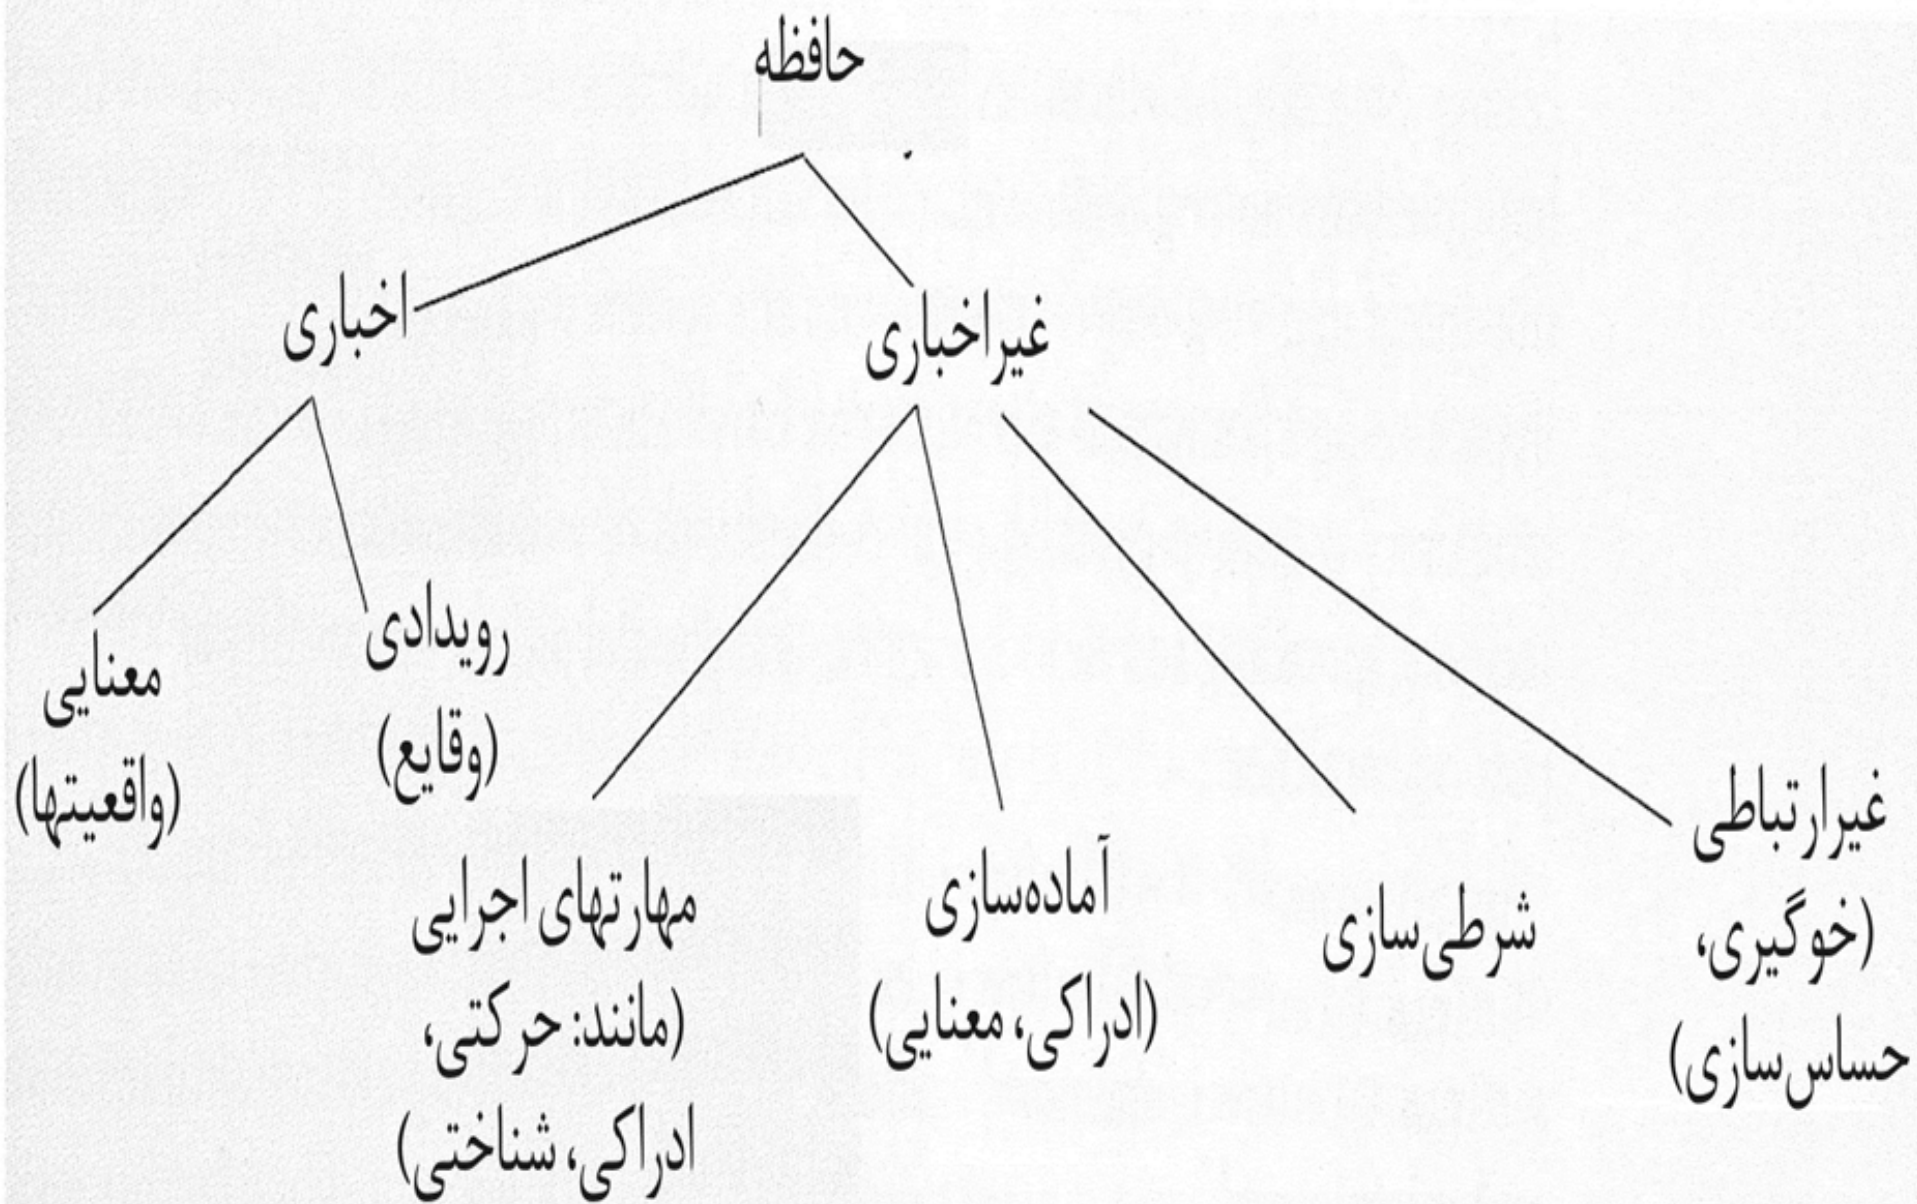 حافظه
غیراخباری
اخباری
غیرارتباطی
(خوگیری،
حساس‌سازی)
شرطی‌سازی
آماده‌سازی
(ادراکی، معنایی)
مهارتهای اجرایی
(مانند: حرکتی،
ادراکی، شناختی)
رویدادی
(وقایع)
معنایی
(واقعیتها)